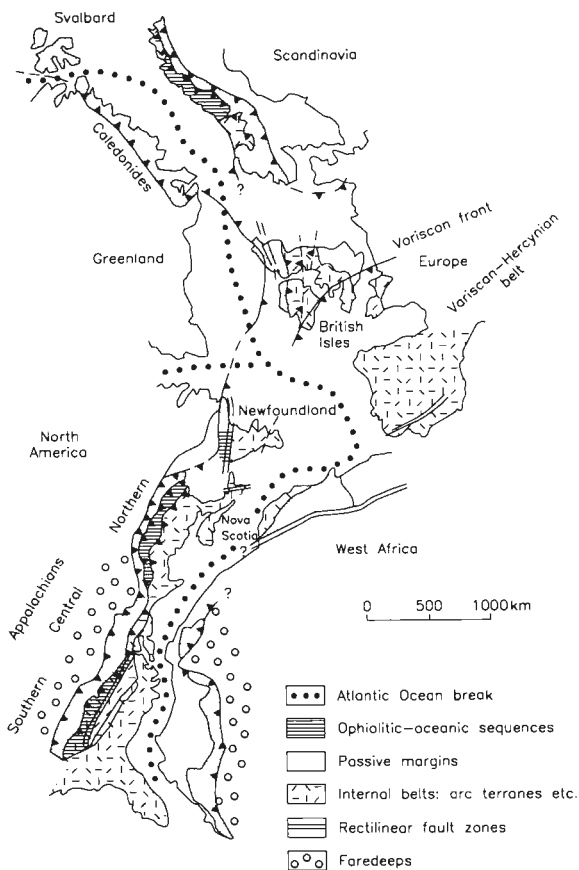 Svalbard
Scandinavia
Caledonides
?
Greenland
Variscan front
Europe
Variscan-Hercynian
belt
British
Isles
Newfoundland
North
America
Northern
Nova
Scotia
?
West Africa
Appalachians
Central
?
0 500 1000km
Southern
Atlantic Ocean break
Ophiolitic-oceanic sequences
Passive margins
Internal belts: arc terranes etc.
Rectilinear fault zones
Faredeeps